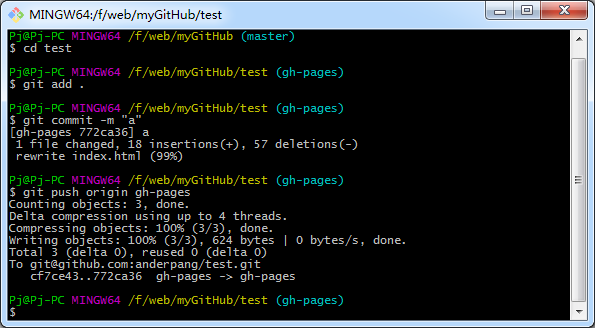 MINGW64:/f/web/myGitHub/test
Pj@Pj-PC MINGW64 /f/web/myGitHub (master)
$ cd test
Pj@Pj-PC MINGW64 /f/web/myGitHub/test (gh-pages)
$ git add .
Pj@Pj-PC MINGW64 /f/web/myGitHub/test (gh-pages)
$ git commit -m "a"
[gh-pages 772ca36] a
 1 file changed, 18 insertions(+), 57 deletions(-)
 rewrite index.html (99%)
Pj@Pj-PC MINGW64 /f/web/myGitHub/test (gh-pages)
$ git push origin gh-pages
Counting objects: 3, done.
Delta compression using up to 4 threads.
Compressing objects: 100% (3/3), done.
Writing objects: 100% (3/3), 624 bytes | 0 bytes/s, done.
Total 3 (delta 0), reused 0 (delta 0)
To git@github.com:anderpang/test.git
   cf7ce43..772ca36  gh-pages -> gh-pages
Pj@Pj-PC MINGW64 /f/web/myGitHub/test (gh-pages)
$